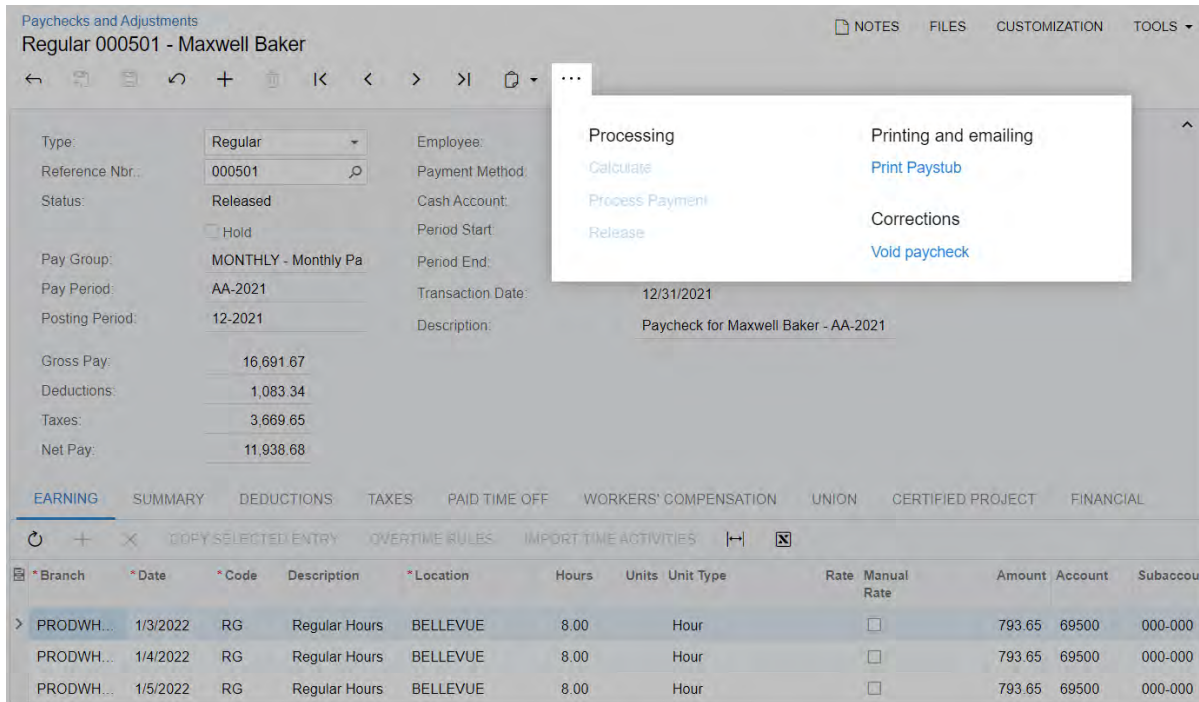 Paychecks and Adjustments
Regular 000501 - Maxwell Baker
NOTES FILES CUSTOMIZATION TOOLS
Type: Regular
Reference Nbr.: 000501
Status: Released
Hold
Pay Group: MONTHLY - Monthly Pa
Pay Period: AA-2021
Posting Period: 12-2021
Gross Pay: 16,691.67
Deductions: 1,083.34
Taxes: 3,669.65
Net Pay: 11,938.68
Employee:
Payment Method:
Cash Account:
Period Start:
Period End:
Transaction Date: 12/31/2021
Description: Paycheck for Maxwell Baker - AA-2021
Processing
Calculate
Process Payment
Release
Printing and emailing
Print Paystub
Corrections
Void paycheck
EARNING SUMMARY DEDUCTIONS TAXES PAID TIME OFF WORKERS' COMPENSATION UNION CERTIFIED PROJECT FINANCIAL
COPY SELECTED ENTRY OVERTIME RULES IMPORT TIME ACTIVITIES
*Branch *Date *Code Description *Location Hours Units Unit Type Rate Manual Rate Amount Account Subaccou
PRODWH... 1/3/2022 RG Regular Hours BELLEVUE 8.00 Hour 793.65 69500 000-000
PRODWH... 1/4/2022 RG Regular Hours BELLEVUE 8.00 Hour 793.65 69500 000-000
PRODWH... 1/5/2022 RG Regular Hours BELLEVUE 8.00 Hour 793.65 69500 000-000